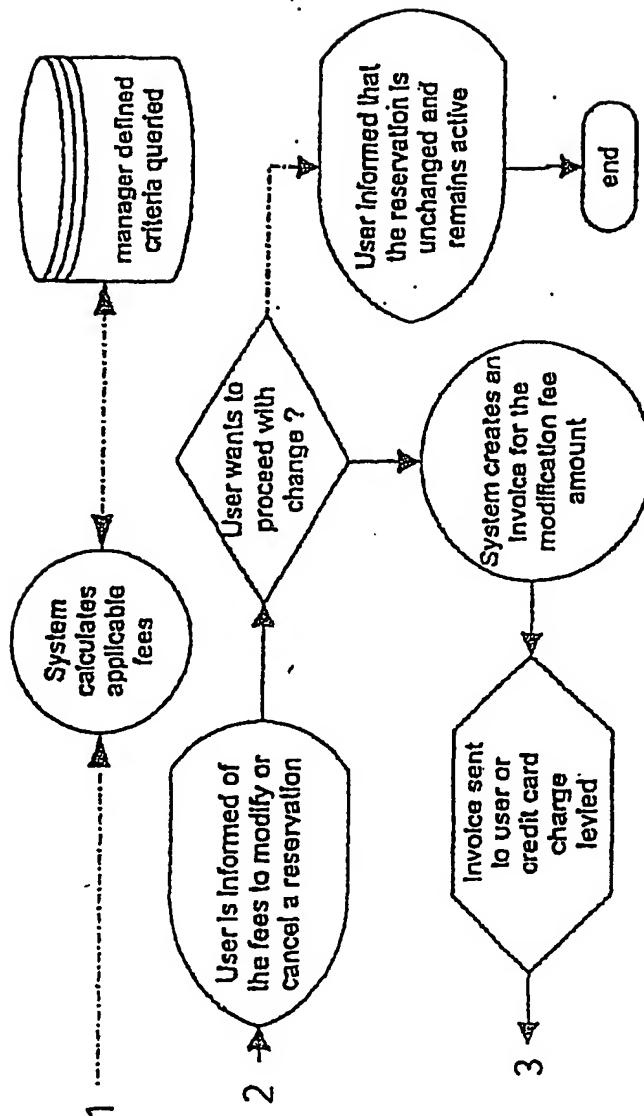 1
System
calculates
applicable
fees
manager defined
criteria queried
2
User is informed of
the fees to modify or
cancel a reservation
User wants to
proceed with
change ?
User informed that
the reservation is
unchanged and
remains active
end
System creates an
invoice for the
modification fee
amount
Invoice sent
to user or
credit card
charge
levied
3